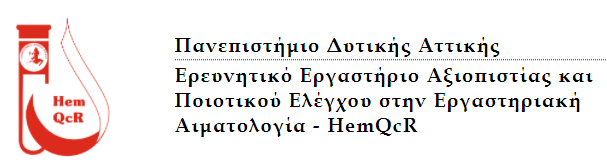 Πανεπιστήμιο Δυτικής Αττικής
Ερευνητικό Εργαστήριο Αξιοπιστίας και
Ποιοτικού Ελέγχου στην Εργαστηριακή
Αιματολογία - HemQcR
Hem
QcR